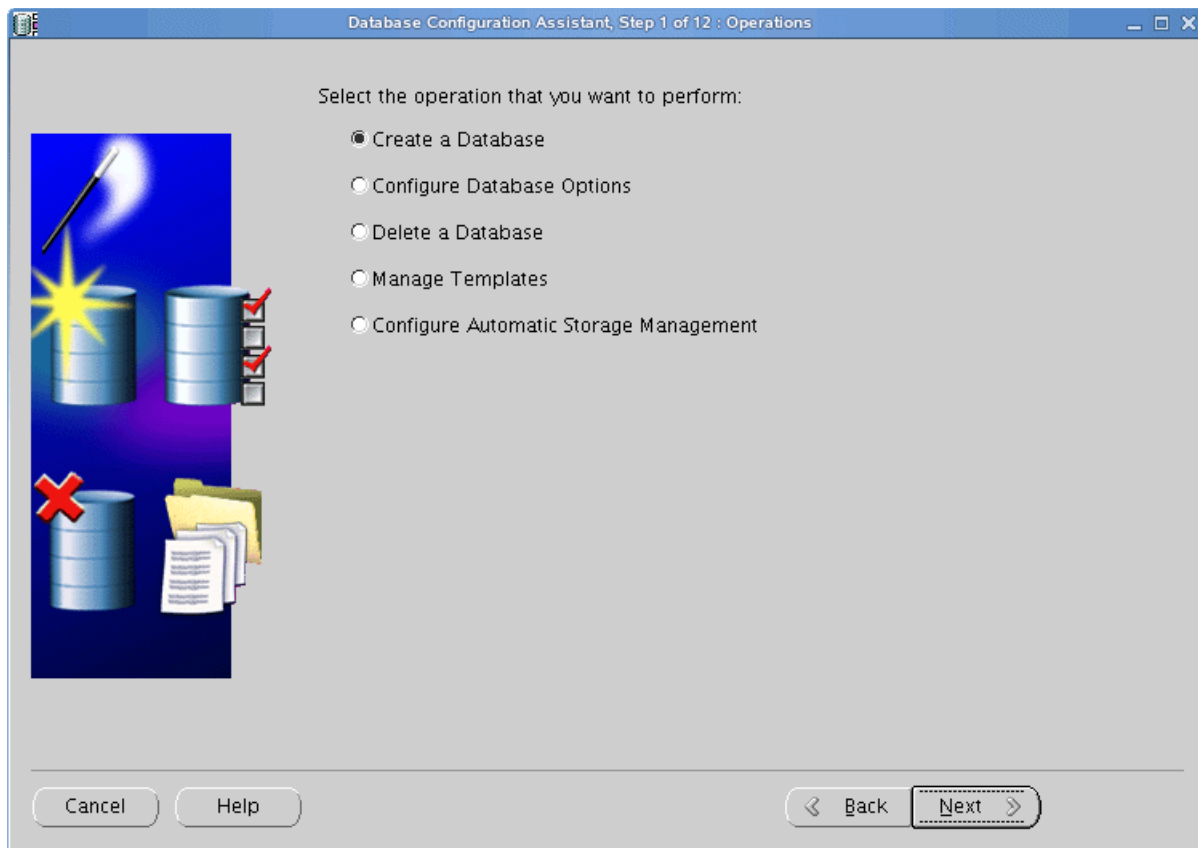 Database Configuration Assistant, Step 1 of 12 : Operations
Select the operation that you want to perform:
Create a Database
Configure Database Options
Delete a Database
Manage Templates
Configure Automatic Storage Management
Cancel
Help
Back
Next